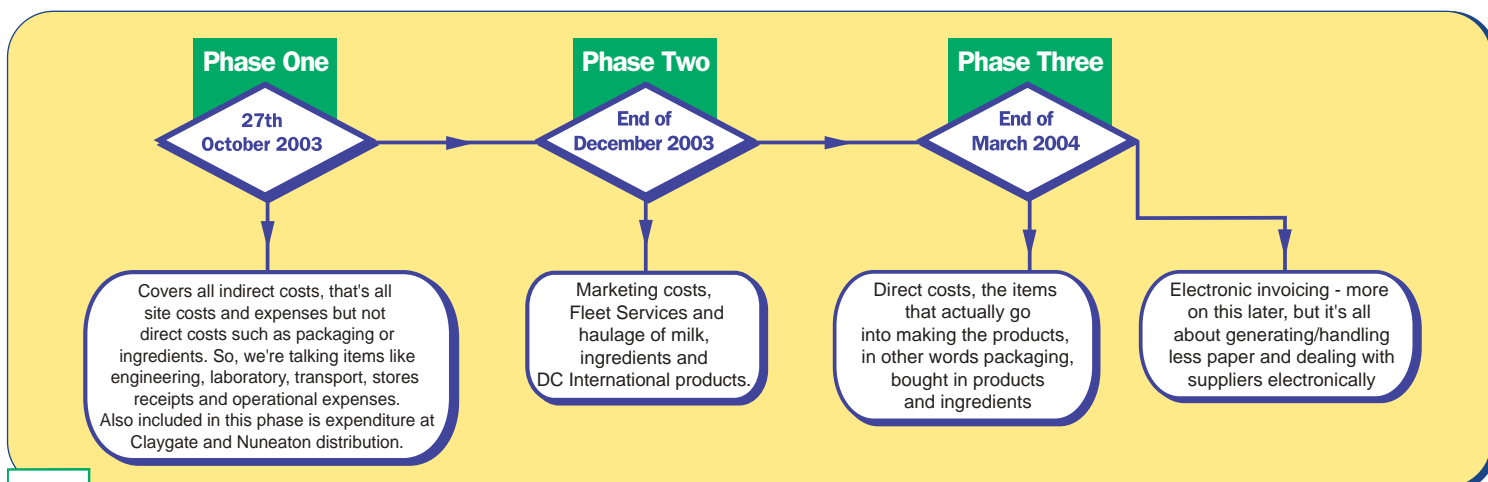 Phase One
27th
October 2003
Covers all indirect costs, that's all
site costs and expenses but not
direct costs such as packaging or
ingredients. So, we're talking items like
engineering, laboratory, transport, stores
receipts and operational expenses.
Also included in this phase is expenditure at
Claygate and Nuneaton distribution.
Phase Two
End of
December 2003
Marketing costs,
Fleet Services and
haulage of milk,
ingredients and
DC International products.
Phase Three
End of
March 2004
Direct costs, the items
that actually go
into making the products,
in other words packaging,
bought in products
and ingredients
Electronic invoicing - more
on this later, but it's all
about generating/handling
less paper and dealing with
suppliers electronically